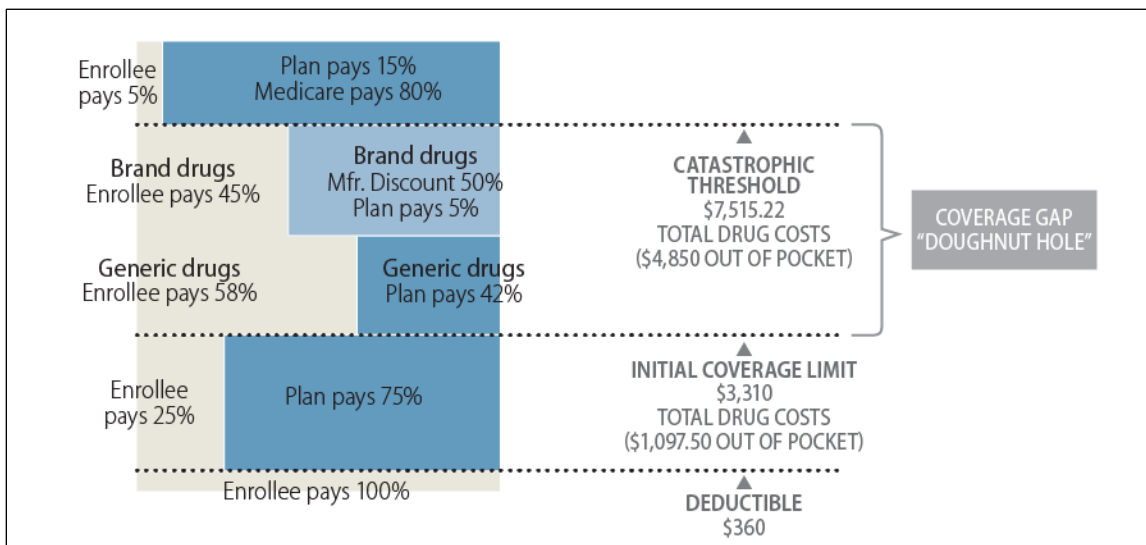 Enrollee
pays 5%
Plan pays 15%
Medicare pays 80%
Brand drugs
Enrollee pays 45%
Brand drugs
Mfr. Discount 50%
Plan pays 5%
Generic drugs
Enrollee pays 58%
Generic drugs
Plan pays 42%
Enrollee
pays 25%
Plan pays 75%
Enrollee pays 100%
CATASTROPHIC
THRESHOLD
$7,515.22
TOTAL DRUG COSTS
($4,850 OUT OF POCKET)
COVERAGE GAP
“DOUGHNUT HOLE”
INITIAL COVERAGE LIMIT
$3,310
TOTAL DRUG COSTS
($1,097.50 OUT OF POCKET)
DEDUCTIBLE
$360